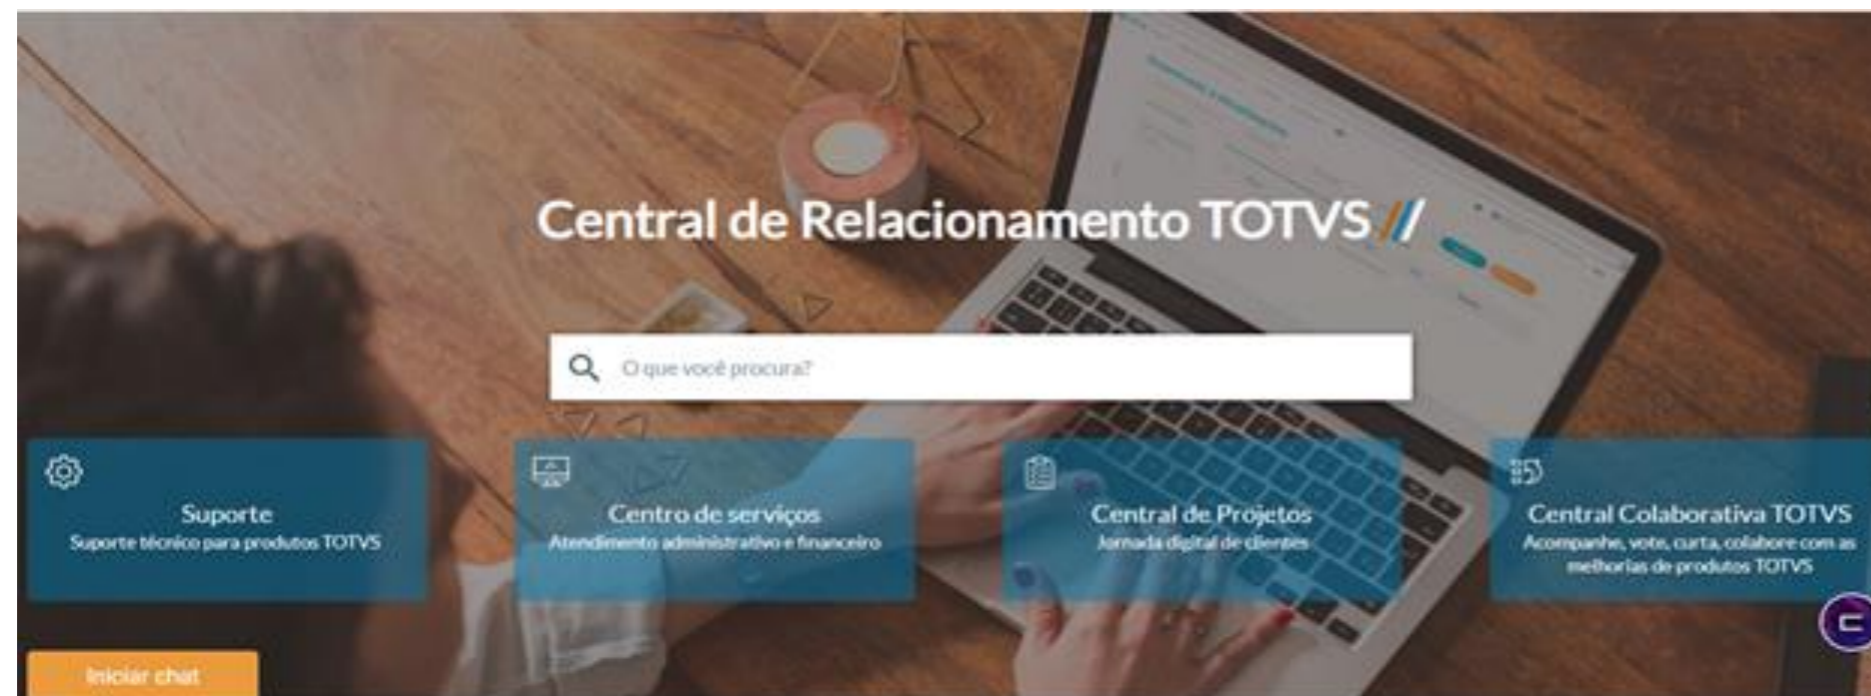 Central de Relacionamento TOTVS
O que você procura?
Suporte
Suporte técnico para produtos TOTVS
Centro de serviços
Atendimento administrativo e financeiro
Central de Projetos
Jornada digital de clientes
Central Colaborativa TOTVS
Acompanhe, vote, curta, colabore com as
melhorias de produtos TOTVS
Iniciar chat